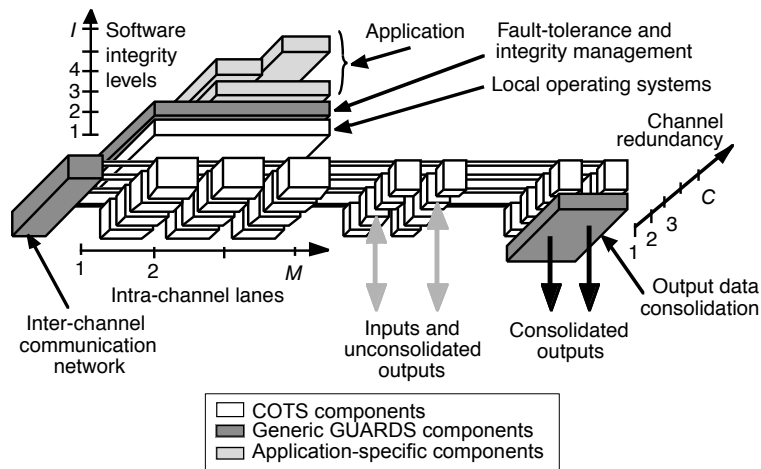 I
Software
integrity
levels
4
3
2
1
Application
Fault-tolerance and
integrity management
Local operating systems
Channel
redundancy
C
3
2
1
1
2
M
Intra-channel lanes
Inter-channel
communication
network
Inputs and
unconsolidated
outputs
Consolidated
outputs
Output data
consolidation
COTS components
Generic GUARDS components
Application-specific components